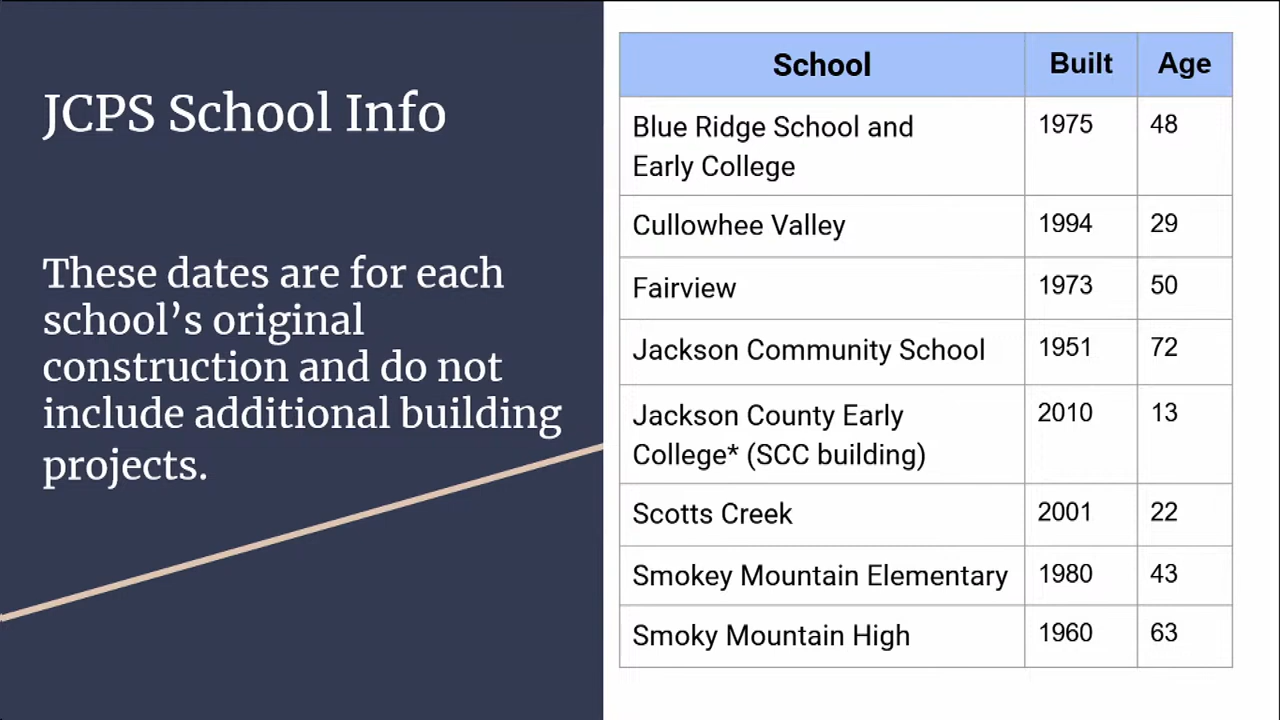 JCPS School Info
These dates are for each
school’s original
construction and do not
include additional building
projects.
School Built Age
Blue Ridge School and 1975 48
Early College
Cullowhee Valley 1994 29
Fairview 1973 50
Jackson Community School 1951 72
Jackson County Early 2010 13
College* (SCC building)
Scotts Creek 2001 22
Smokey Mountain Elementary 1980 43
Smoky Mountain High 1960 63